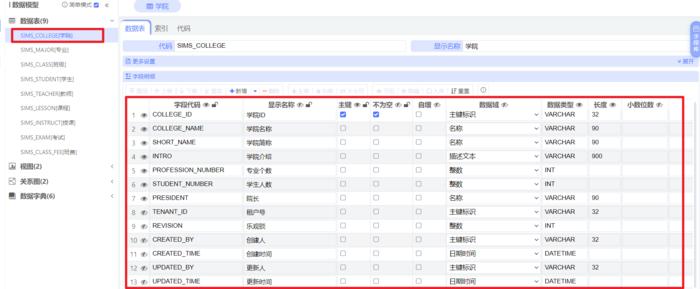 数据模型 简单模式
学院
数据表(9)
SIMS_COLLEGE[学院]
SIMS_MAJOR[专业]
SIMS_CLASS[班级]
SIMS_STUDENT[学生]
SIMS_TEACHER[教师]
SIMS_LESSON[课程]
SIMS_INSTRUCT[授课]
SIMS_EXAM[考试]
视图(2)
关系图(2)
数据字典(6)
数据表 索引 代码
代码 SIMS_COLLEGE 显示名称 学院
更多设置 展开
字段明细
新增 重置
字段代码 显示名称 主键 不为空 自增 数据域 数据类型 长度 小数位数
1 COLLEGE_ID 学院ID 主键标识 VARCHAR 32
2 COLLEGE_NAME 学院名称 名称 VARCHAR 90
3 SHORT_NAME 学院简称 名称 VARCHAR 90
4 INTRO 学院介绍 描述文本 VARCHAR 900
5 PROFESSION_NUMBER 专业个数 整数 INT
6 STUDENT_NUMBER 学生人数 整数 INT
7 PRESIDENT 院长 名称 VARCHAR 90
8 TENANT_ID 租户号 主键标识 VARCHAR 32
9 REVISION 乐观锁 整数 INT
10 CREATED_BY 创建人 主键标识 VARCHAR 32
11 CREATED_TIME 创建时间 日期时间 DATETIME
12 UPDATED_BY 更新人 主键标识 VARCHAR 32
13 UPDATED_TIME 更新时间 日期时间 DATETIME